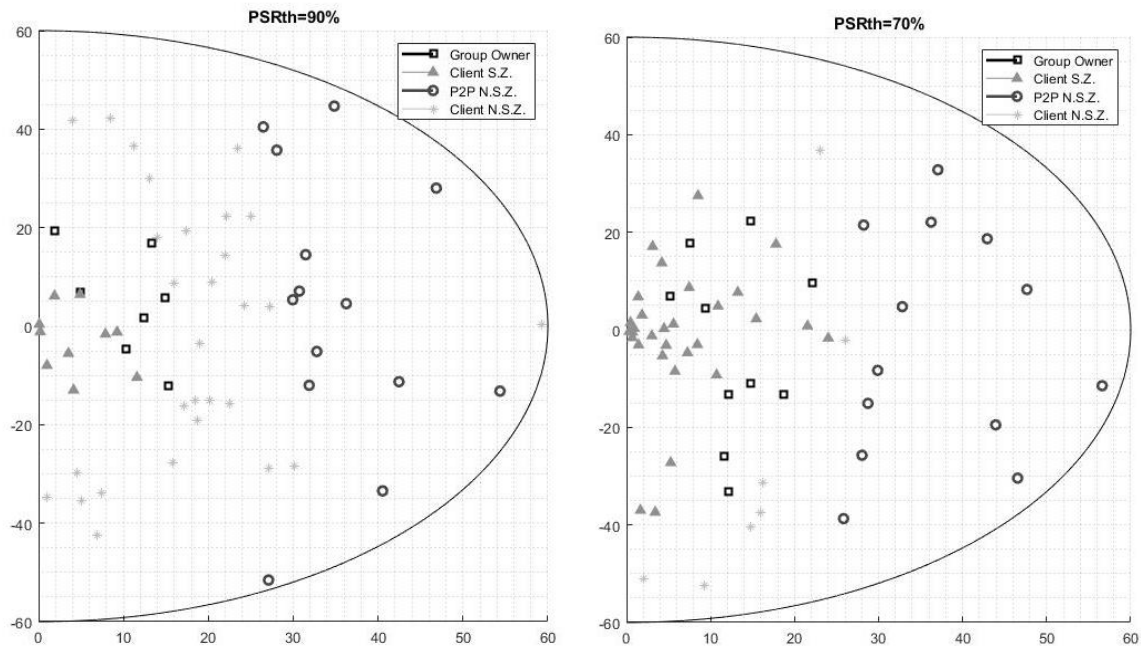 PSRth=90%
60
40
20
0
-20
-40
-60
0 10 20 30 40 50 60
Group Owner
Client S.Z.
P2P N.S.Z.
Client N.S.Z.
PSRth=70%
60
40
20
0
-20
-40
-60
0 10 20 30 40 50 60
Group Owner
Client S.Z.
P2P N.S.Z.
Client N.S.Z.